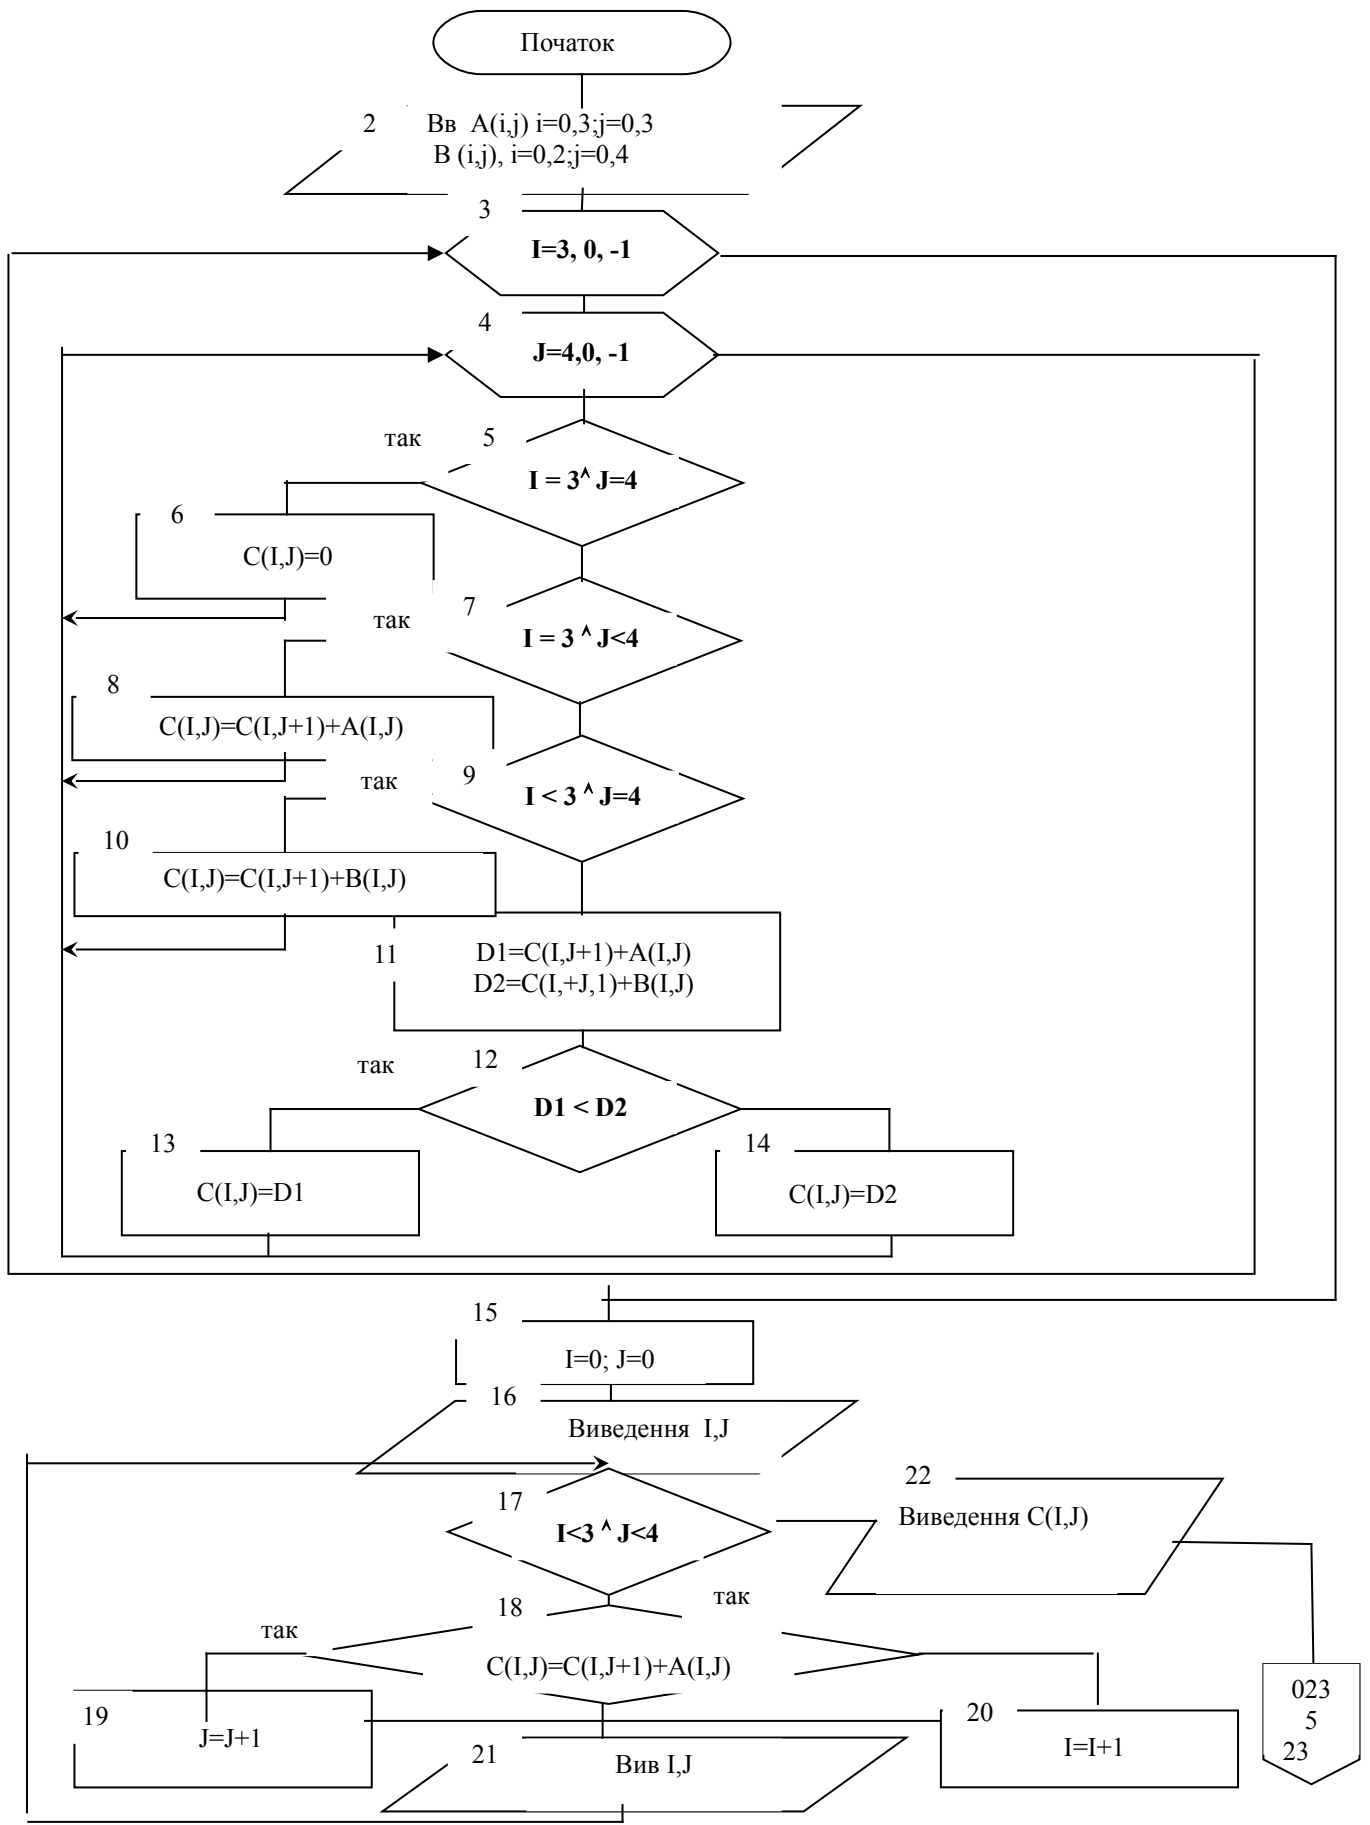 Початок
2
Вв A(i,j) i=0,3;j=0,3
B (i,j), i=0,2;j=0,4
3
I=3, 0, -1
4
J=4,0, -1
так
5
I = 3^ J=4
6
C(I,J)=0
так
7
I = 3 ^ J<4
8
C(I,J)=C(I,J+1)+A(I,J)
так
9
I < 3 ^ J=4
10
C(I,J)=C(I,J+1)+B(I,J)
11
D1=C(I,J+1)+A(I,J)
D2=C(I,+J,1)+B(I,J)
так
12
D1 < D2
13
C(I,J)=D1
14
C(I,J)=D2
15
I=0; J=0
16
Виведення I,J
22
Виведення C(I,J)
17
I<3 ^ J<4
18
так
так
C(I,J)=C(I,J+1)+A(I,J)
19
J=J+1
20
I=I+1
023
5
23
21
Вив I,J